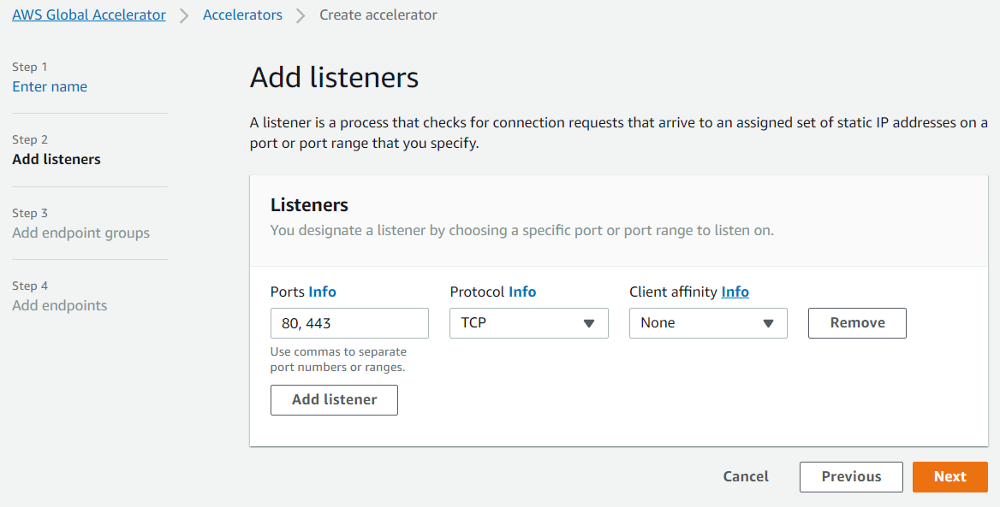 AWS Global Accelerator > Accelerators > Create accelerator
Step 1
Enter name
Step 2
Add listeners
Step 3
Add endpoint groups
Step 4
Add endpoints
Add listeners
A listener is a process that checks for connection requests that arrive to an assigned set of static IP addresses on a
port or port range that you specify.
Listeners
You designate a listener by choosing a specific port or port range to listen on.
Ports Info Protocol Info Client affinity Info
80, 443 TCP None Remove
Use commas to separate
port numbers or ranges.
Add listener
Cancel Previous Next